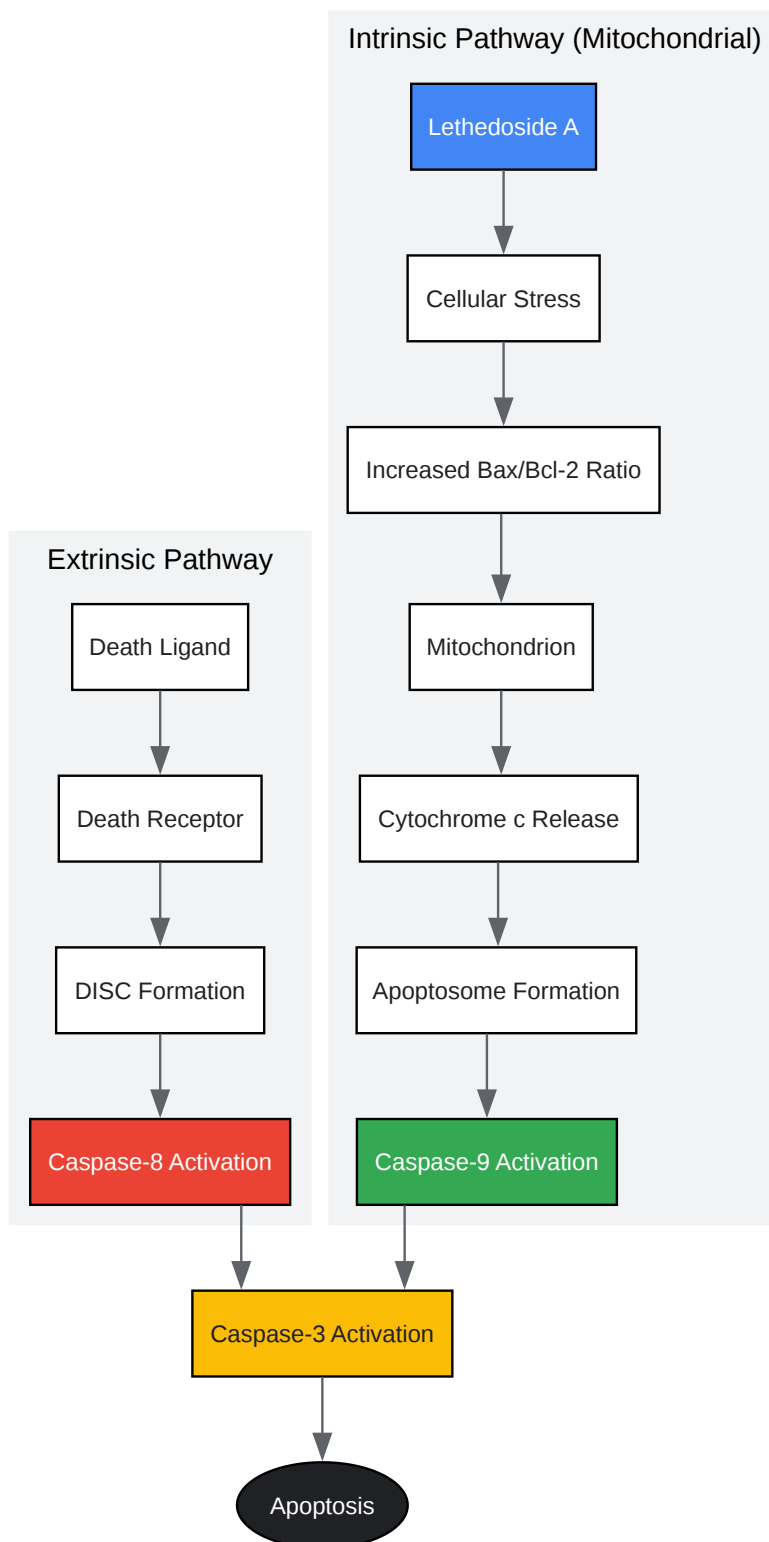 Intrinsic Pathway (Mitochondrial)
Lethedoside A
Cellular Stress
Increased Bax/Bcl-2 Ratio
Mitochondrion
Cytochrome c Release
Apoptosome Formation
Caspase-9 Activation
Extrinsic Pathway
Death Ligand
Death Receptor
DISC Formation
Caspase-8 Activation
Caspase-3 Activation
Apoptosis